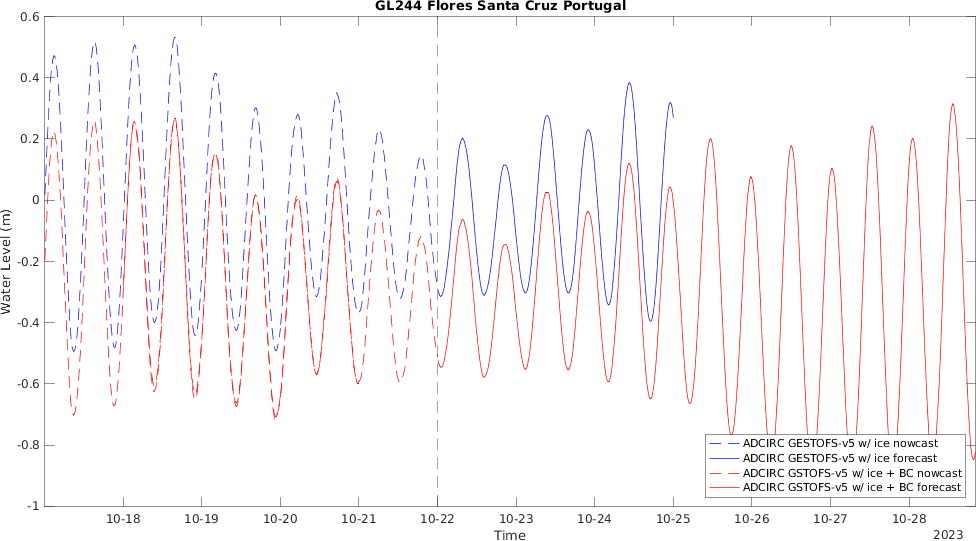 GL244 Flores Santa Cruz Portugal
0.6
0.4
0.2
0
-0.2
-0.4
-0.6
-0.8
-1
Water Level (m)
10-18 10-19 10-20 10-21 10-22 10-23 10-24 10-25 10-26 10-27 10-28
Time
2023
ADCIRC GESTOFS-v5 w/ ice nowcast
ADCIRC GESTOFS-v5 w/ ice forecast
ADCIRC GSTOFS-v5 w/ ice + BC nowcast
ADCIRC GSTOFS-v5 w/ ice + BC forecast